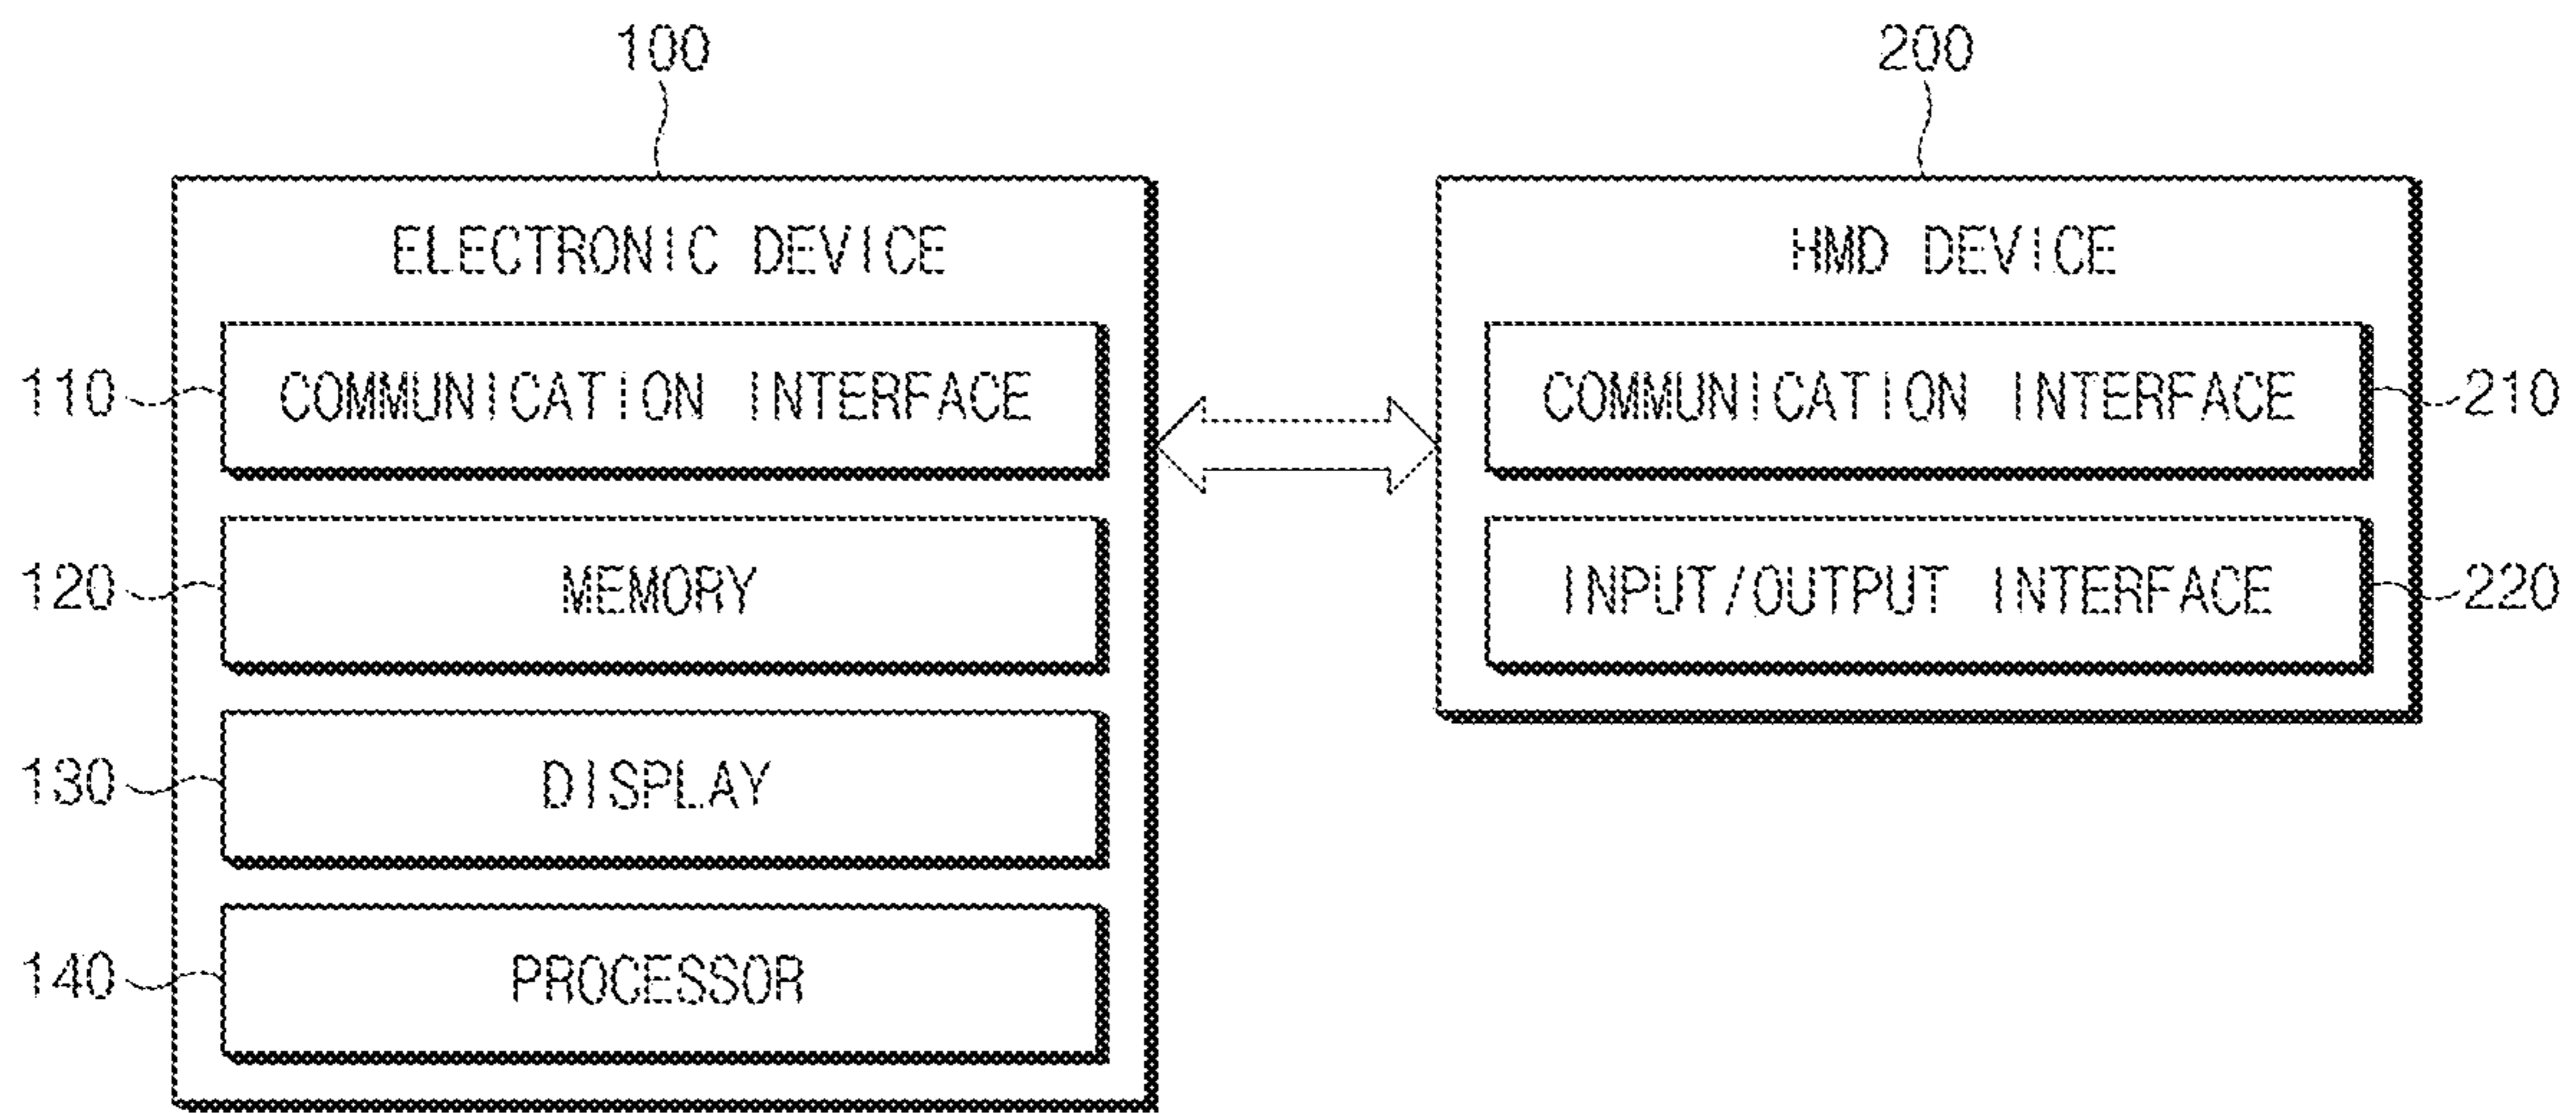 100
200
ELECTRONIC DEVICE
HMD DEVICE
110
COMMUNICATION INTERFACE
COMMUNICATION INTERFACE
210
120
MEMORY
INPUT/OUTPUT INTERFACE
220
130
DISPLAY
140
PROCESSOR